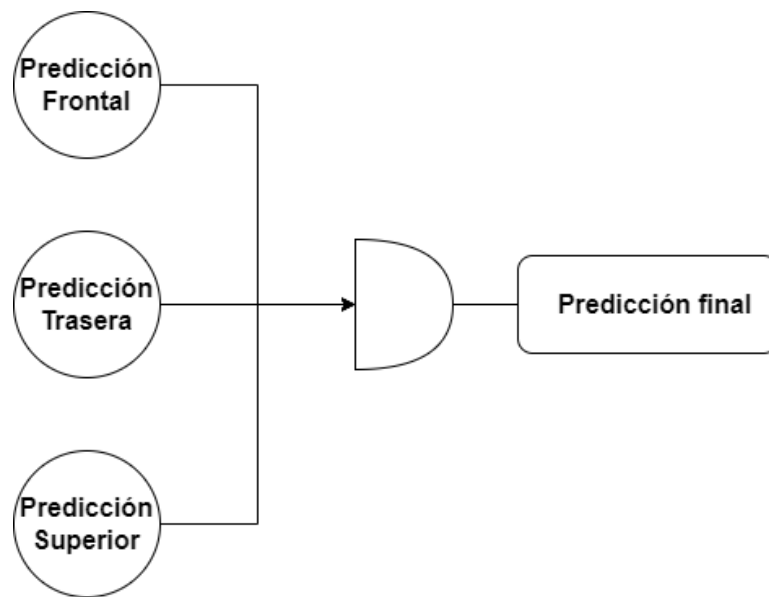 Predicción
Frontal
Predicción
Trasera
Predicción final
Predicción
Superior